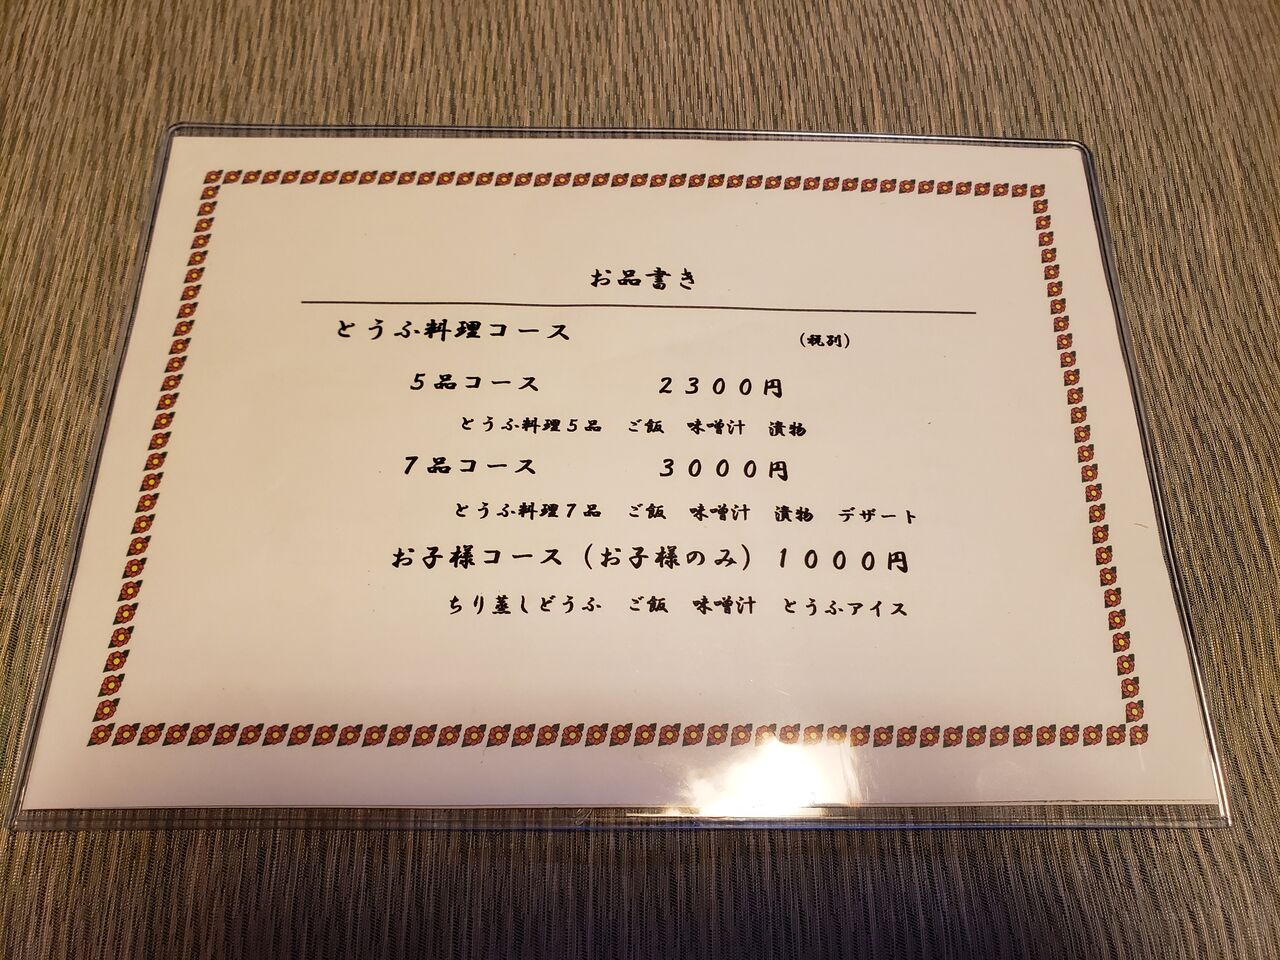 お品書き
とうふ料理コース (税別)
5品コース 2300円
とうふ料理5品 ご飯 味噌汁 漬物
7品コース 3000円
とうふ料理7品 ご飯 味噌汁 漬物 デザート
お子様コース(お子様のみ) 1000円
ちり蒸しどうふ ご飯 味噌汁 とうふアイス